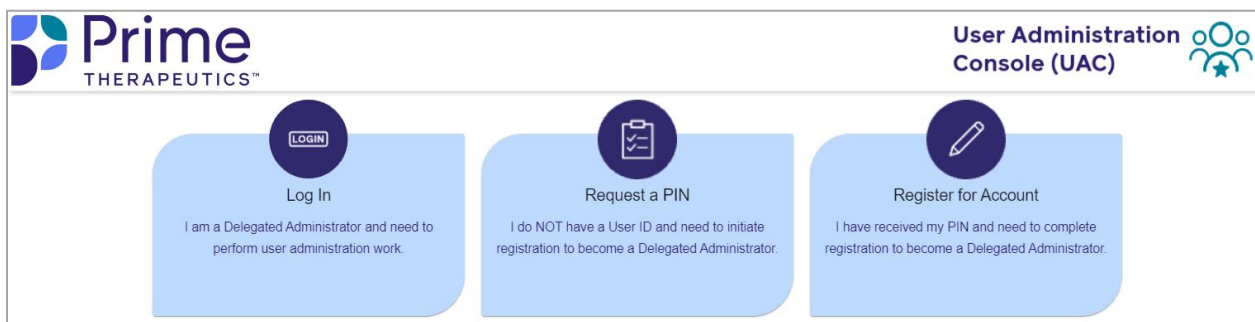 Prime
THERAPEUTICS™
User Administration
Console (UAC)
LOGIN
Log In
I am a Delegated Administrator and need to
perform user administration work.
Request a PIN
I do NOT have a User ID and need to initiate
registration to become a Delegated Administrator.
Register for Account
I have received my PIN and need to complete
registration to become a Delegated Administrator.